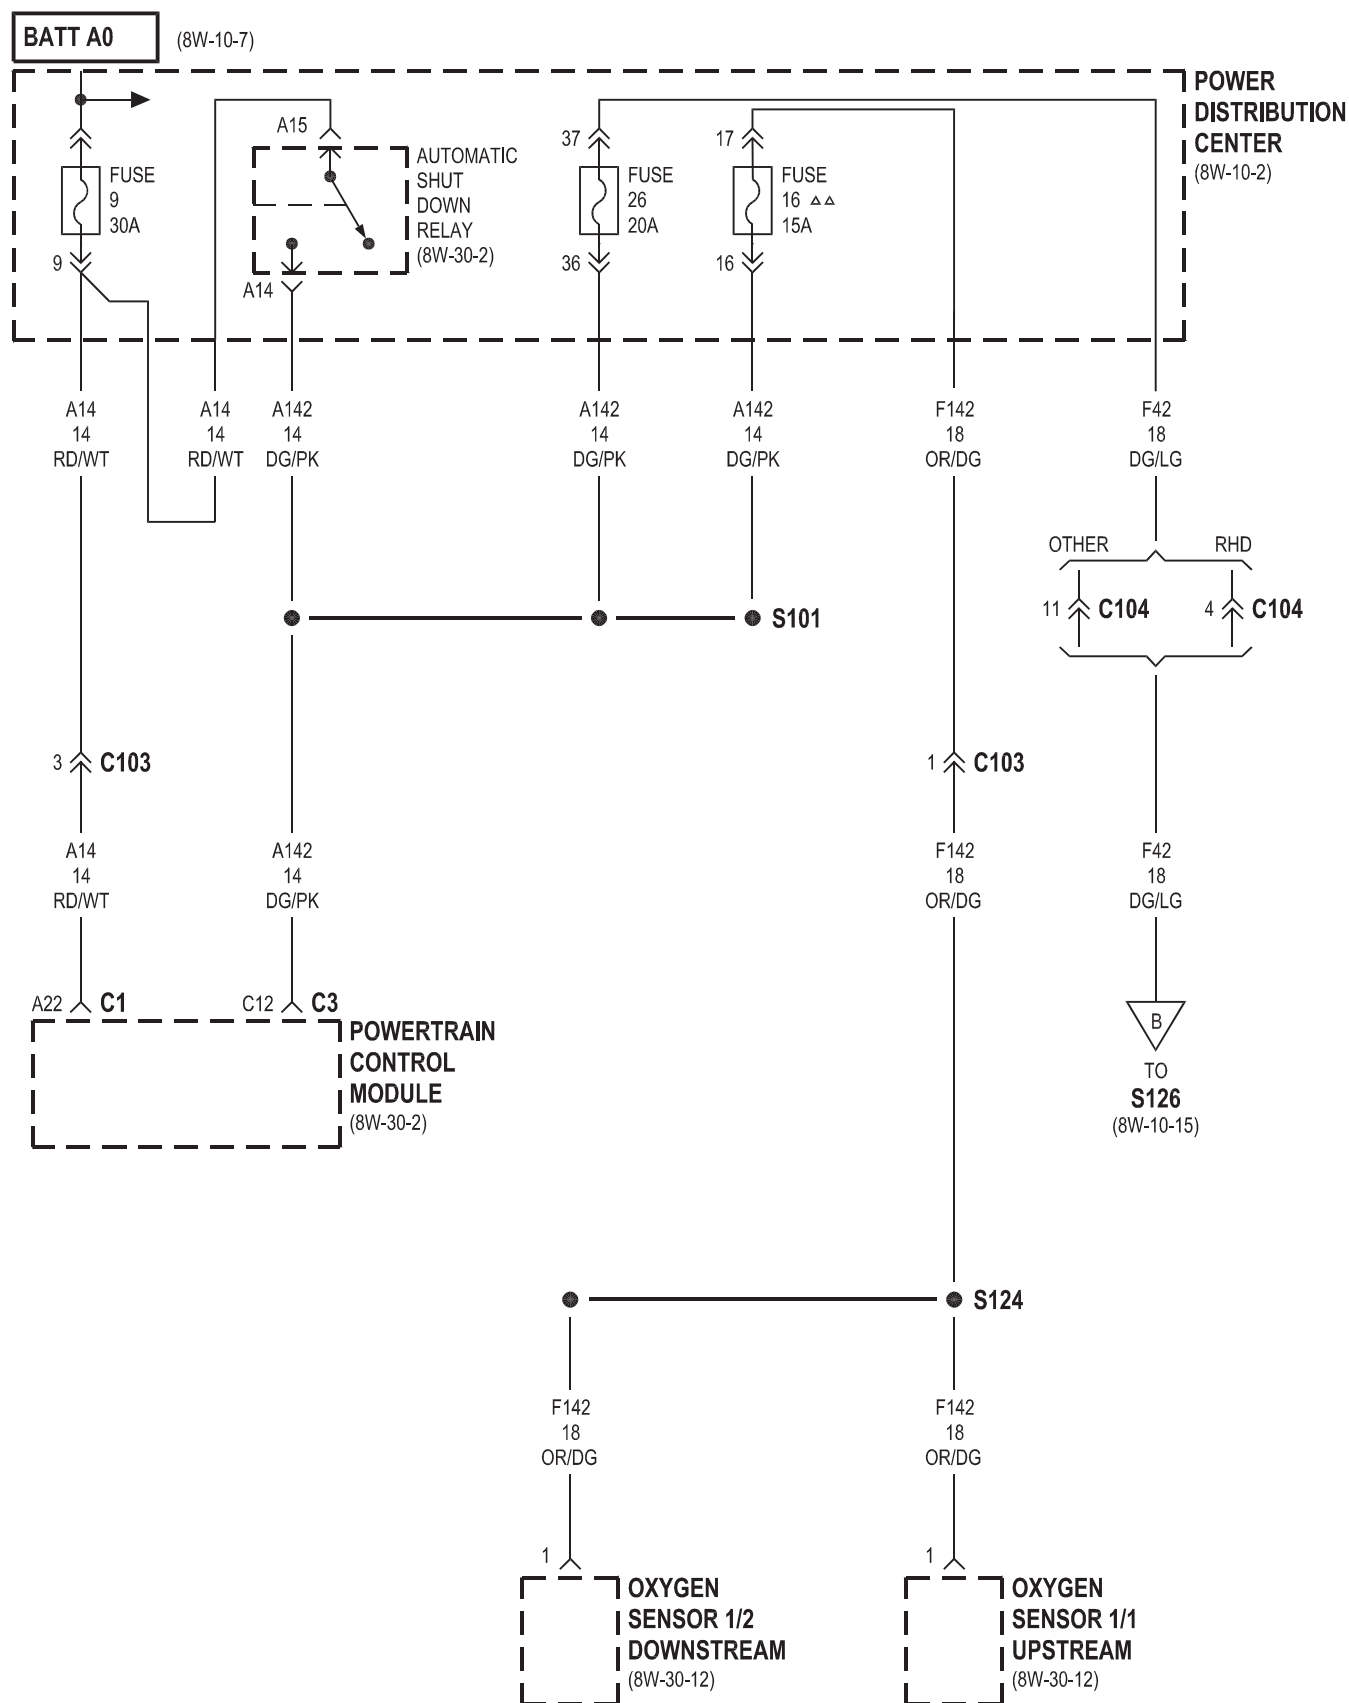 BATT A0
(8W-10-7)
POWER
DISTRIBUTION
CENTER
(8W-10-2)
A15
37
17
AUTOMATIC
SHUT
DOWN
RELAY
(8W-30-2)
FUSE
9
30A
FUSE
26
20A
FUSE
16 △△
15A
9
A14
36
16
A14
14
RD/WT
A14
14
RD/WT
A142
14
DG/PK
A142
14
DG/PK
A142
14
DG/PK
F142
18
OR/DG
F42
18
DG/LG
OTHER
RHD
11 C104
4 C104
S101
3 C103
1 C103
A14
14
RD/WT
A142
14
DG/PK
F142
18
OR/DG
F42
18
DG/LG
A22 C1
C12 C3
POWERTRAIN
CONTROL
MODULE
(8W-30-2)
B
TO
S126
(8W-10-15)
S124
F142
18
OR/DG
F142
18
OR/DG
1
1
OXYGEN
SENSOR 1/2
DOWNSTREAM
(8W-30-12)
OXYGEN
SENSOR 1/1
UPSTREAM
(8W-30-12)